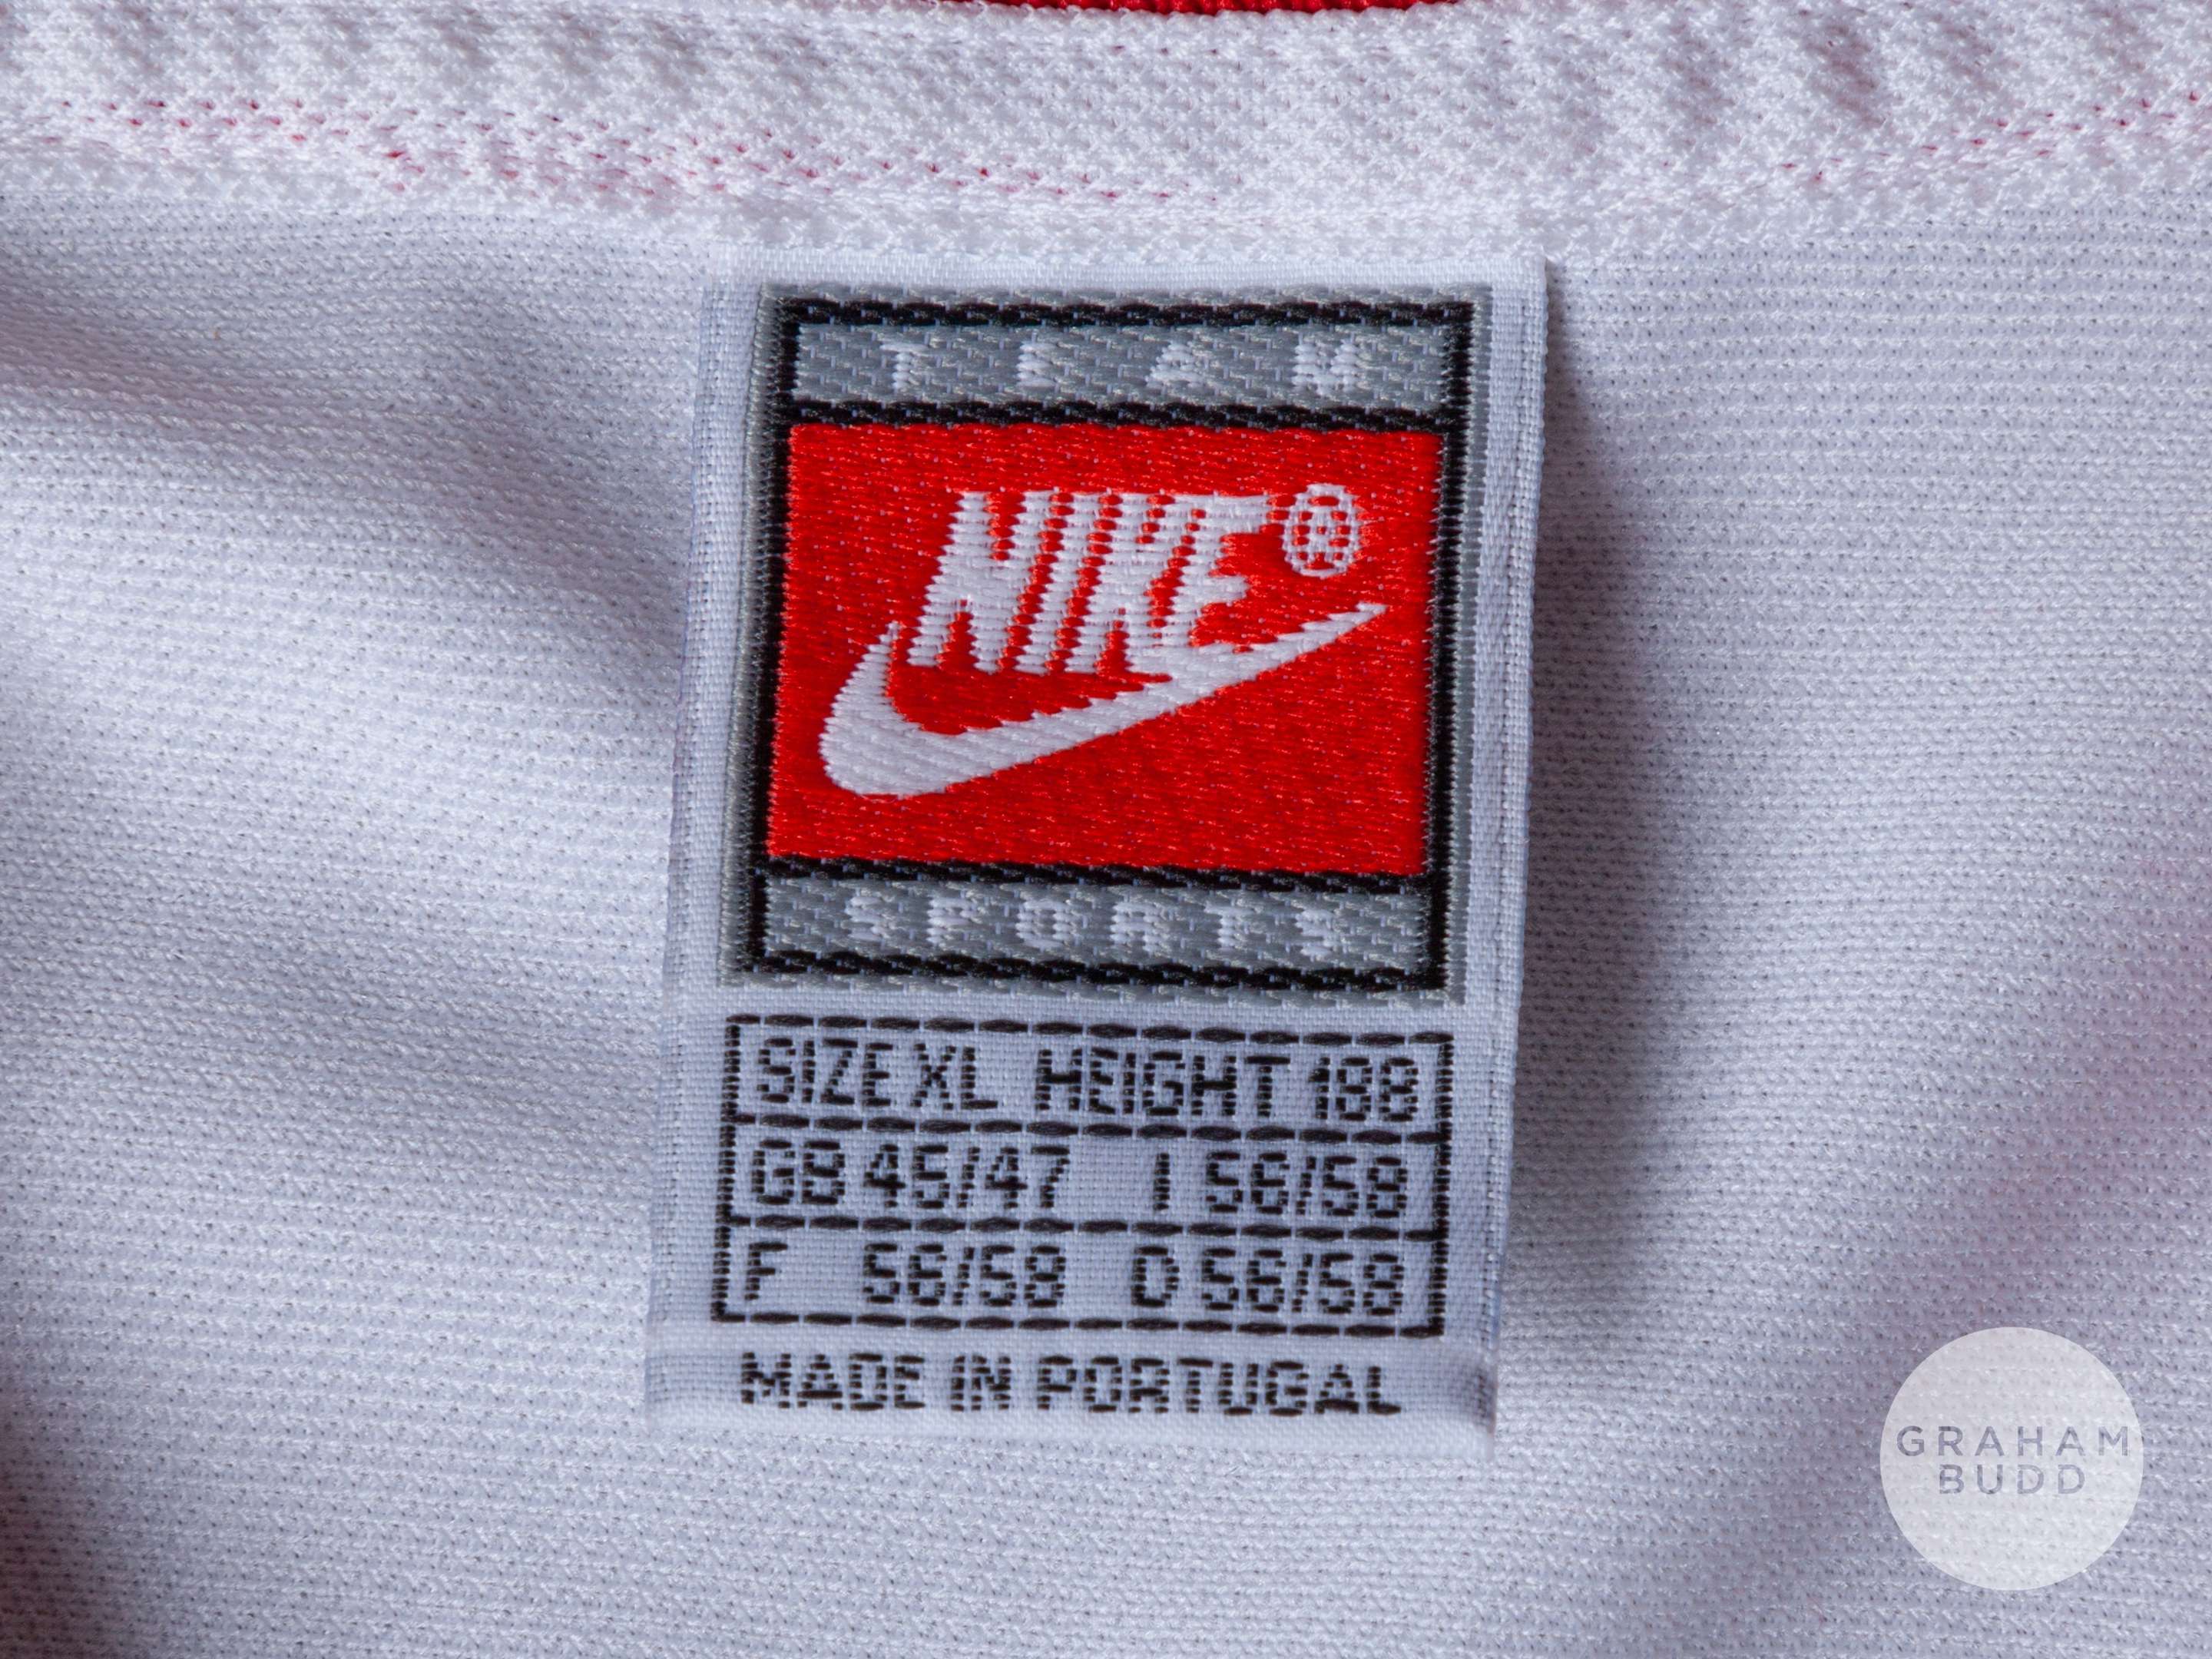 TEAM
NIKE®
SPORTS
SIZE XL HEIGHT 188
GB 45/47 I 56/58
F 56/58 D 56/58
MADE IN PORTUGAL
GRAHAM
BUDD